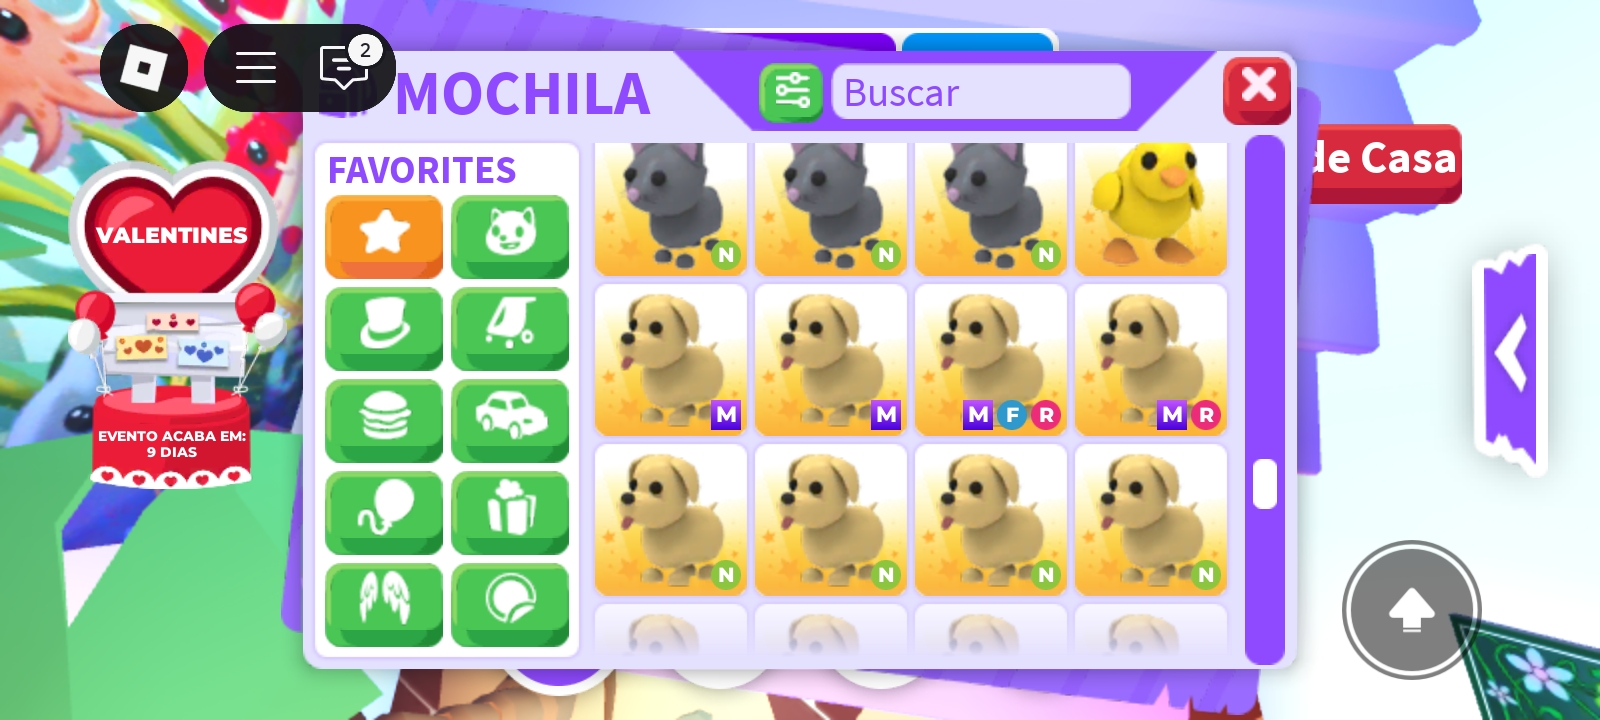 2
MOCHILA
Buscar
de Casa
FAVORITES
VALENTINES
EVENTO ACABA EM:
9 DIAS
N
N
N
M
M
M F R
M R
N
N
N
N